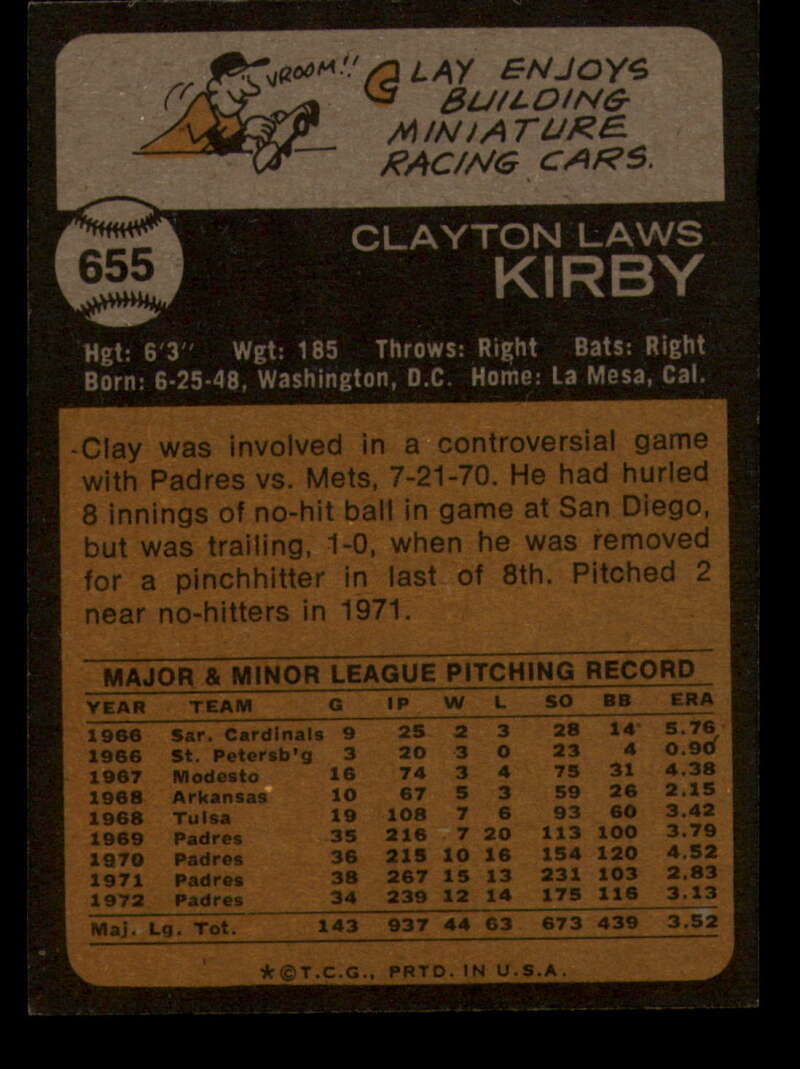 VROOM!!
CLAY ENJOYS
BUILDING
MINIATURE
RACING CARS.
655
CLAYTON LAWS
KIRBY
Hgt: 6'3" Wgt: 185 Throws: Right Bats: Right
Born: 6-25-48, Washington, D.C. Home: La Mesa, Cal.
Clay was involved in a controversial game
with Padres vs. Mets, 7-21-70. He had hurled
8 innings of no-hit ball in game at San Diego,
but was trailing, 1-0, when he was removed
for a pinchhitter in last of 8th. Pitched 2
near no-hitters in 1971.
MAJOR & MINOR LEAGUE PITCHING RECORD
YEAR TEAM G IP W L SO BB ERA
1966 Sar. Cardinals 9 25 2 3 28 14 5.76
1966 St. Petersb'g 3 20 3 0 23 4 0.90
1967 Modesto 16 74 3 4 75 31 4.38
1968 Arkansas 10 67 5 3 59 26 2.15
1968 Tulsa 19 108 7 6 93 60 3.42
1969 Padres 35 216 7 20 113 100 3.79
1970 Padres 36 215 10 16 154 120 4.52
1971 Padres 38 267 15 13 231 103 2.83
1972 Padres 34 239 12 14 175 116 3.13
Maj. Lg. Tot. 143 937 44 63 673 439 3.52
*©T.C.G., PRTD. IN U.S.A.